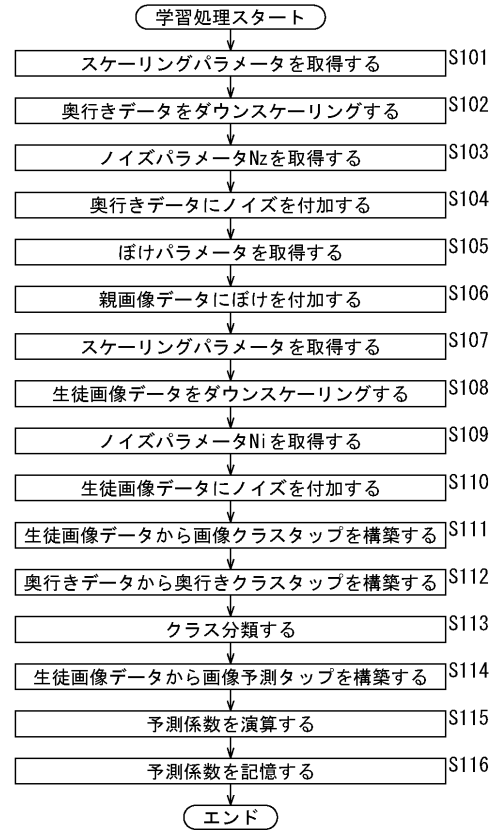 学習処理スタート
スケーリングパラメータを取得する S101
奥行きデータをダウンスケーリングする S102
ノイズパラメータNzを取得する S103
奥行きデータにノイズを付加する S104
ぼけパラメータを取得する S105
親画像データにぼけを付加する S106
スケーリングパラメータを取得する S107
生徒画像データをダウンスケーリングする S108
ノイズパラメータNiを取得する S109
生徒画像データにノイズを付加する S110
生徒画像データから画像クラスタップを構築する S111
奥行きデータから奥行きクラスタップを構築する S112
クラス分類する S113
生徒画像データから画像予測タップを構築する S114
予測係数を演算する S115
予測係数を記憶する S116
エンド